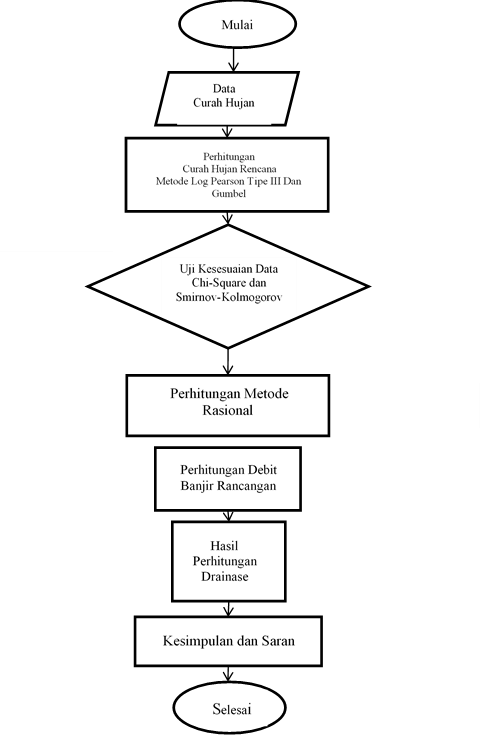 Mulai
Data
Curah Hujan
Perhitungan
Curah Hujan Rencana
Metode Log Pearson Tipe III Dan
Gumbel
Uji Kesesuaian Data
Chi-Square dan
Smirnov-Kolmogorov
Perhitungan Metode
Rasional
Perhitungan Debit
Banjir Rancangan
Hasil
Perhitungan
Drainase
Kesimpulan dan Saran
Selesai